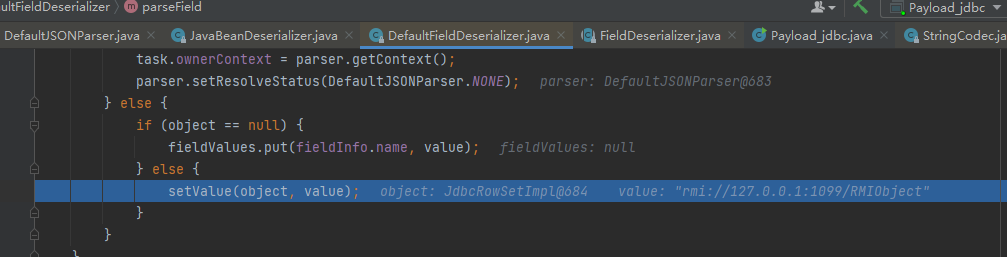 aultFieldDeserializer 〉 m parseField Payload_jdbc
DefaultJSONParser.java × JavaBeanDeserializer.java × DefaultFieldDeserializer.java × FieldDeserializer.java × Payload_jdbc.java × StringCodec.ja
task.ownerContext = parser.getContext();
parser.setResolveStatus(DefaultJSONParser.NONE); parser: DefaultJSONParser@683
} else {
if (object == null) {
fieldValues.put(fieldInfo.name, value); fieldValues: null
} else {
setValue(object, value); object: JdbcRowSetImpl@684 value: "rmi://127.0.0.1:1099/RMIObject"
}
}
}